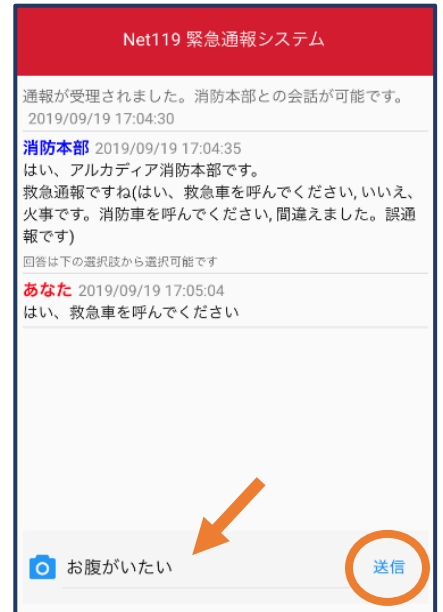 Net119 緊急通報システム
通報が受理されました。消防本部との会話が可能です。
2019/09/19 17:04:30
消防本部 2019/09/19 17:04:35
はい、アルカディア消防本部です。
救急通報ですね(はい、救急車を呼んでください, いいえ、
火事です。消防車を呼んでください, 間違えました。誤通
報です)
回答は下の選択肢から選択可能です
あなた 2019/09/19 17:05:04
はい、救急車を呼んでください
お腹がいたい
送信